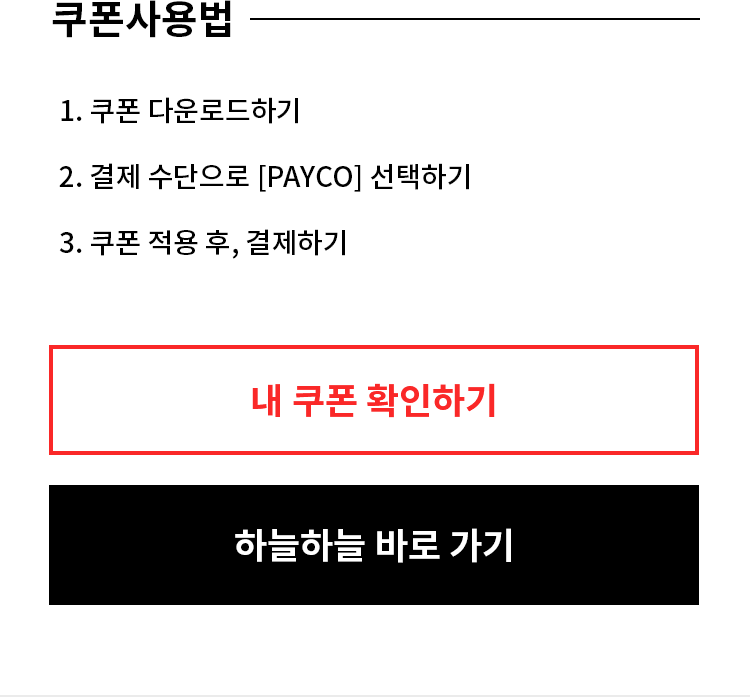 쿠폰사용법
1. 쿠폰 다운로드하기
2. 결제 수단으로 [PAYCO] 선택하기
3. 쿠폰 적용 후, 결제하기
내 쿠폰 확인하기
하늘하늘 바로 가기